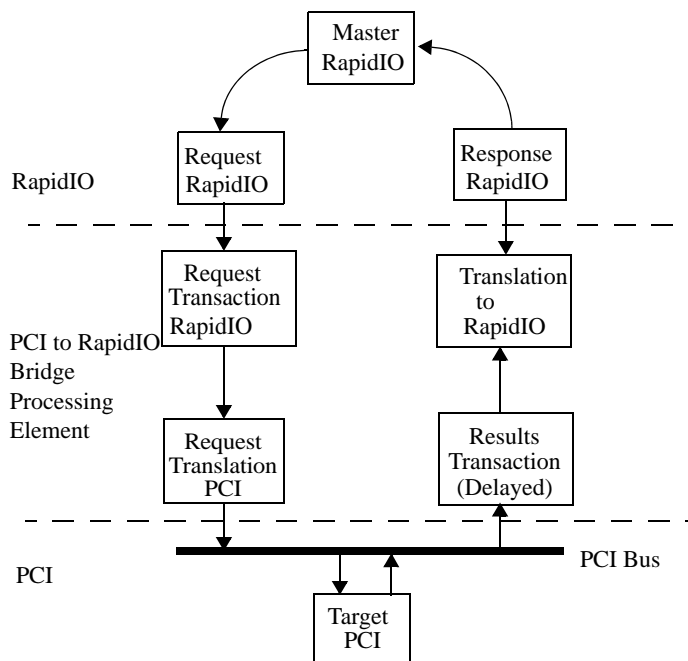 Master
RapidIO
Request
RapidIO
Response
RapidIO
RapidIO
Request
Transaction
RapidIO
Translation
to
RapidIO
PCI to RapidIO
Bridge
Processing
Element
Request
Translation
PCI
Results
Transaction
(Delayed)
PCI Bus
PCI
Target
PCI